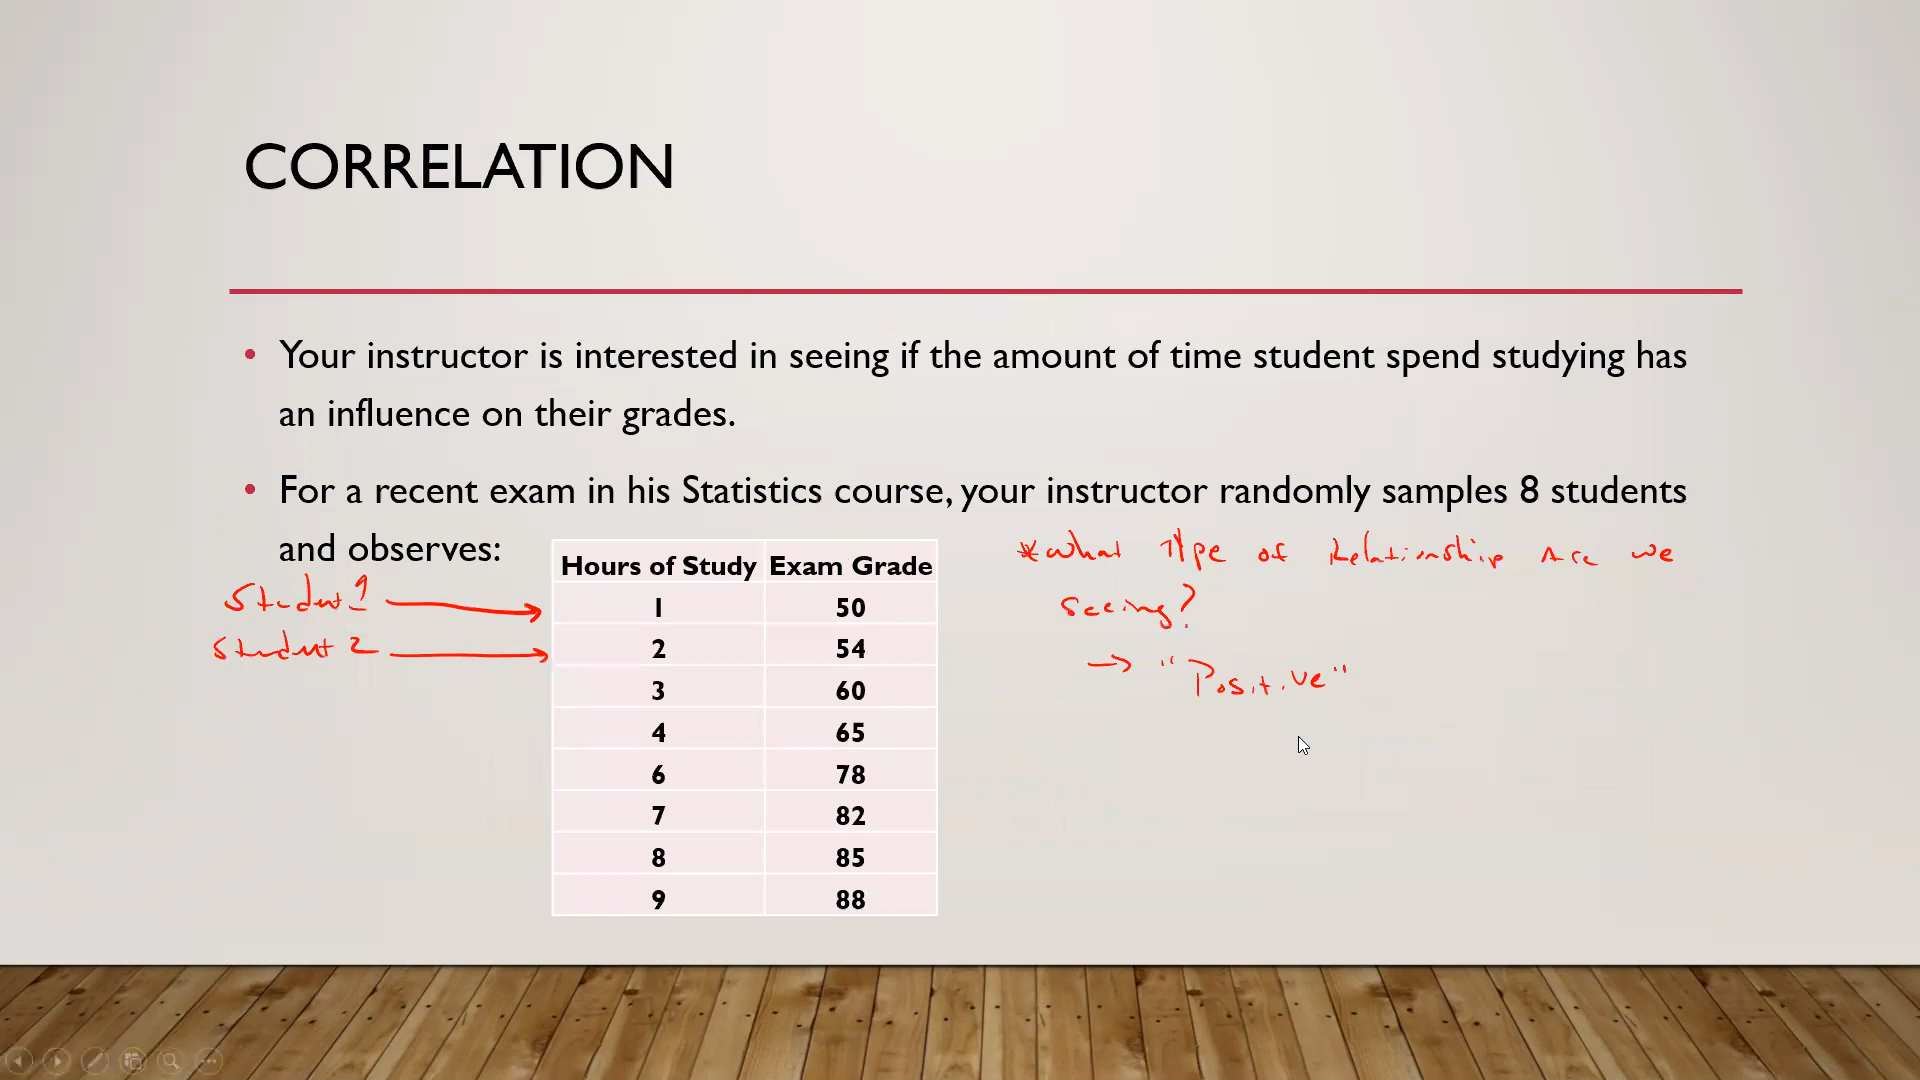 CORRELATION
• Your instructor is interested in seeing if the amount of time student spend studying has
an influence on their grades.
• For a recent exam in his Statistics course, your instructor randomly samples 8 students
and observes:
*What Type of Relationship Are we
seeing?
→ "Positive"
Student 1 →
Student 2 →
Hours of Study Exam Grade
1 50
2 54
3 60
4 65
6 78
7 82
8 85
9 88